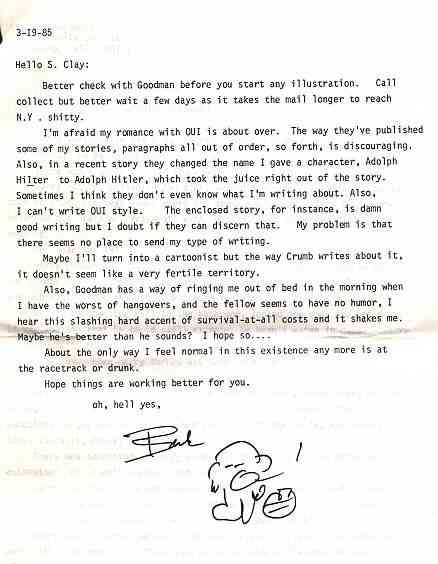 3-19-85
Hello S. Clay:
Better check with Goodman before you start any illustration. Call
collect but better wait a few days as it takes the mail longer to reach
N.Y . shitty.
I'm afraid my romance with OUI is about over. The way they've published
some of my stories, paragraphs all out of order, so forth, is discouraging.
Also, in a recent story they changed the name I gave a character, Adolph
Hilter to Adolph Hitler, which took the juice right out of the story.
Sometimes I think they don't even know what I'm writing about. Also,
I can't write OUI style. The enclosed story, for instance, is damn
good writing but I doubt if they can discern that. My problem is that
there seems no place to send my type of writing.
Maybe I'll turn into a cartoonist but the way Crumb writes about it,
it doesn't seem like a very fertile territory.
Also, Goodman has a way of ringing me out of bed in the morning when
I have the worst of hangovers, and the fellow seems to have no humor, I
hear this slashing hard accent of survival-at-all costs and it shakes me.
Maybe he's better than he sounds? I hope so....
About the only way I feel normal in this existence any more is at
the racetrack or drunk.
Hope things are working better for you.
oh, hell yes,
Buk